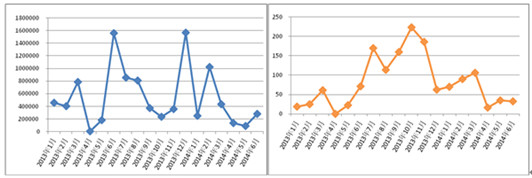 1800000
1600000
1400000
1200000
1000000
800000
600000
400000
200000
0
2013年1月
2013年2月
2013年3月
2013年4月
2013年5月
2013年6月
2013年7月
2013年8月
2013年9月
2013年10月
2013年11月
2013年12月
2014年1月
2014年2月
2014年3月
2014年4月
2014年5月
2014年6月
250
200
150
100
50
0
2013年1月
2013年2月
2013年3月
2013年4月
2013年5月
2013年6月
2013年7月
2013年8月
2013年9月
2013年10月
2013年11月
2013年12月
2014年1月
2014年2月
2014年3月
2014年4月
2014年5月
2014年6月